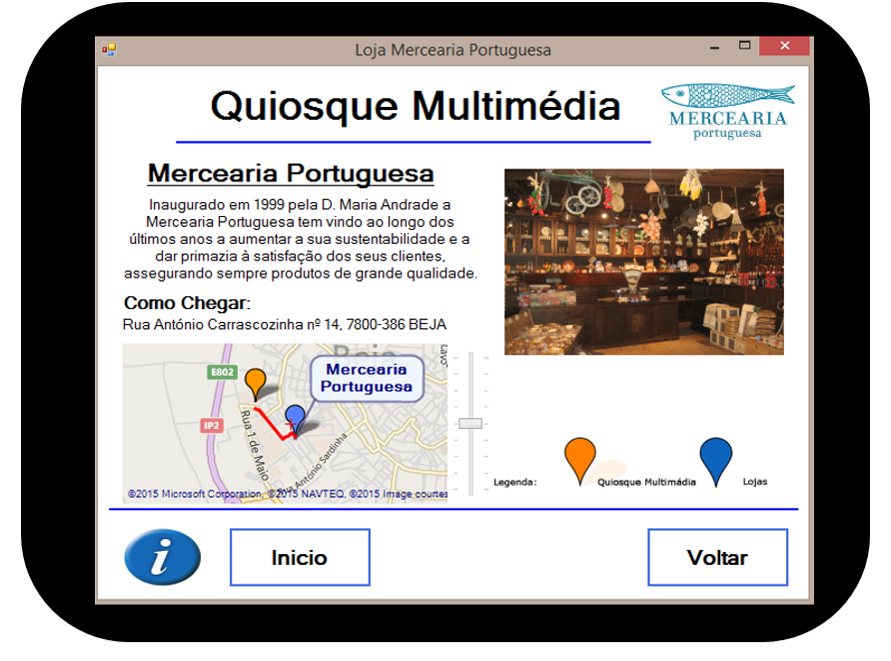 Loja Mercearia Portuguesa
Quiosque Multimédia
MERCEARIA
portuguesa
Mercearia Portuguesa
Inaugurado em 1999 pela D. Maria Andrade a
Mercearia Portuguesa tem vindo ao longo dos
últimos anos a aumentar a sua sustentabilidade e a
dar primazia à satisfação dos seus clientes,
assegurando sempre produtos de grande qualidade.
Como Chegar:
Rua António Carrascozinha nº 14, 7800-386 BEJA
Beja
E802
Mercearia
Portuguesa
IP2
Rua 1 de Maio
Rua António Sardinha
©2015 Microsoft Corporation, ©2015 NAVTEQ, ©2015 Image courtes
Legenda:
Quiosque Multimádia
Lojas
i
Inicio
Voltar